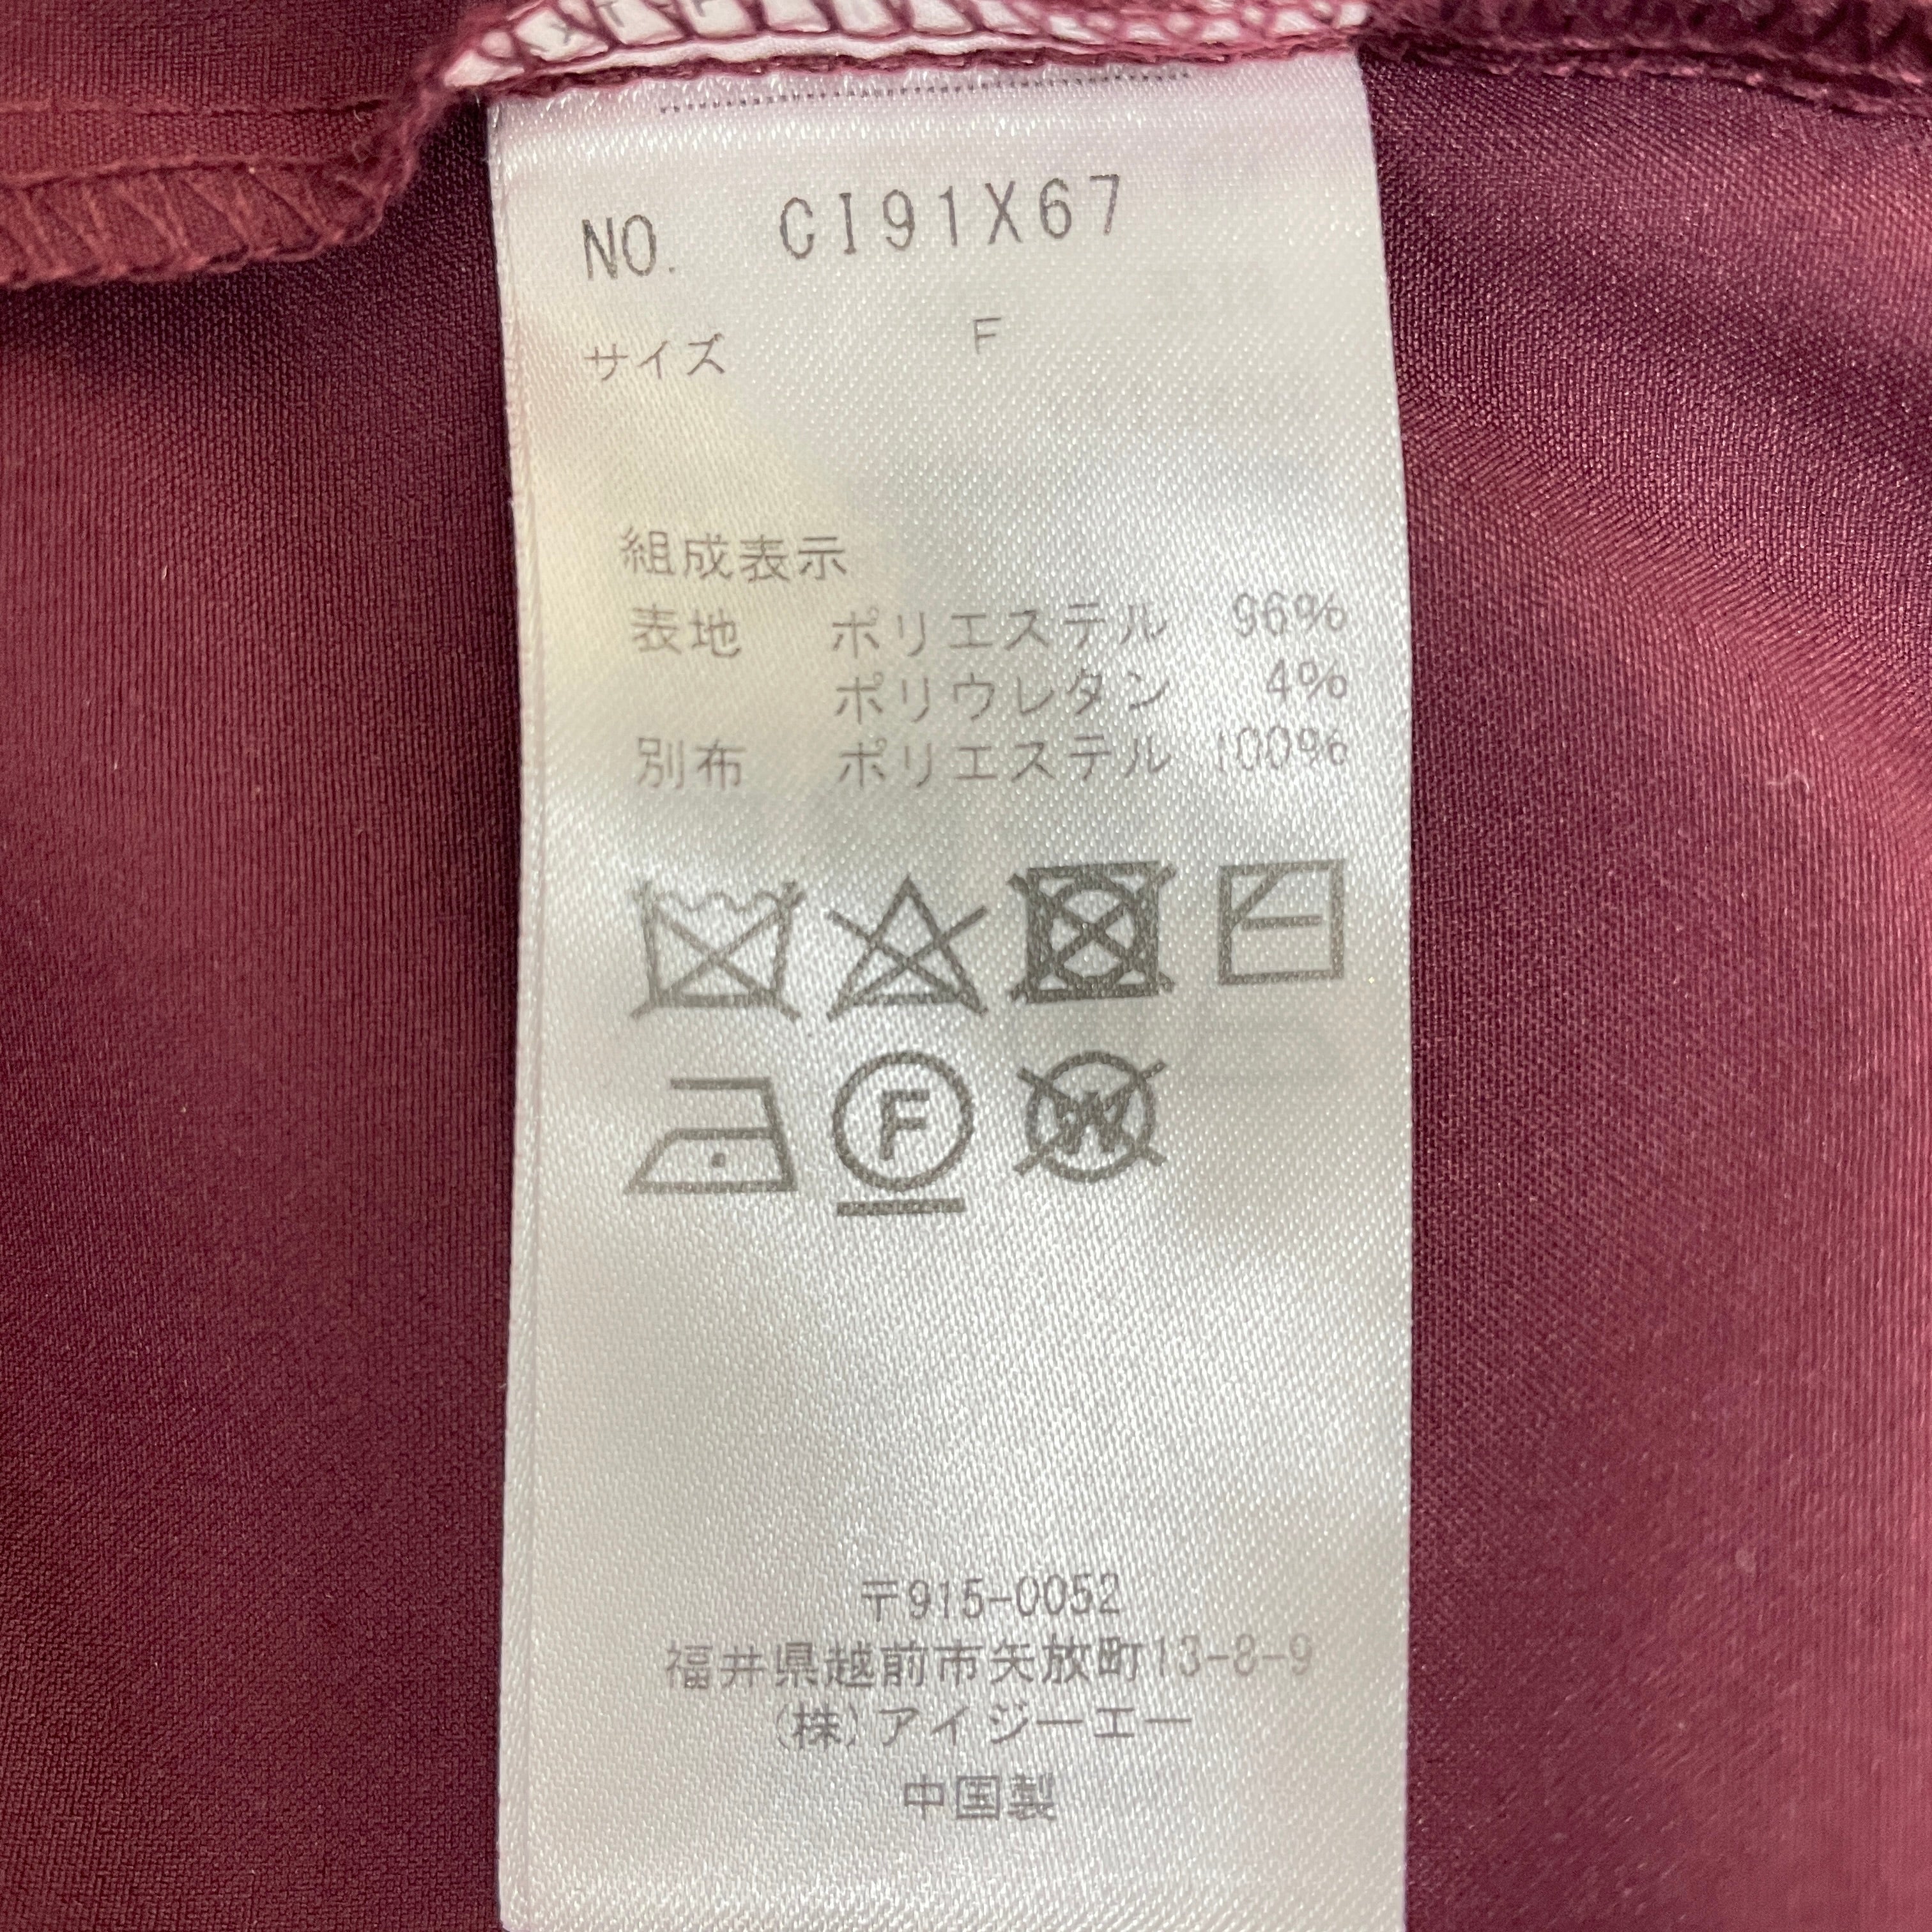 NO. CI91X67
サイズ F
組成表示
表地 ポリエステル 96%
ポリウレタン 4%
別布 ポリエステル 100%
F
W
〒915-0052
福井県越前市矢放町13-8-9
(株)アイジーエー
中国製